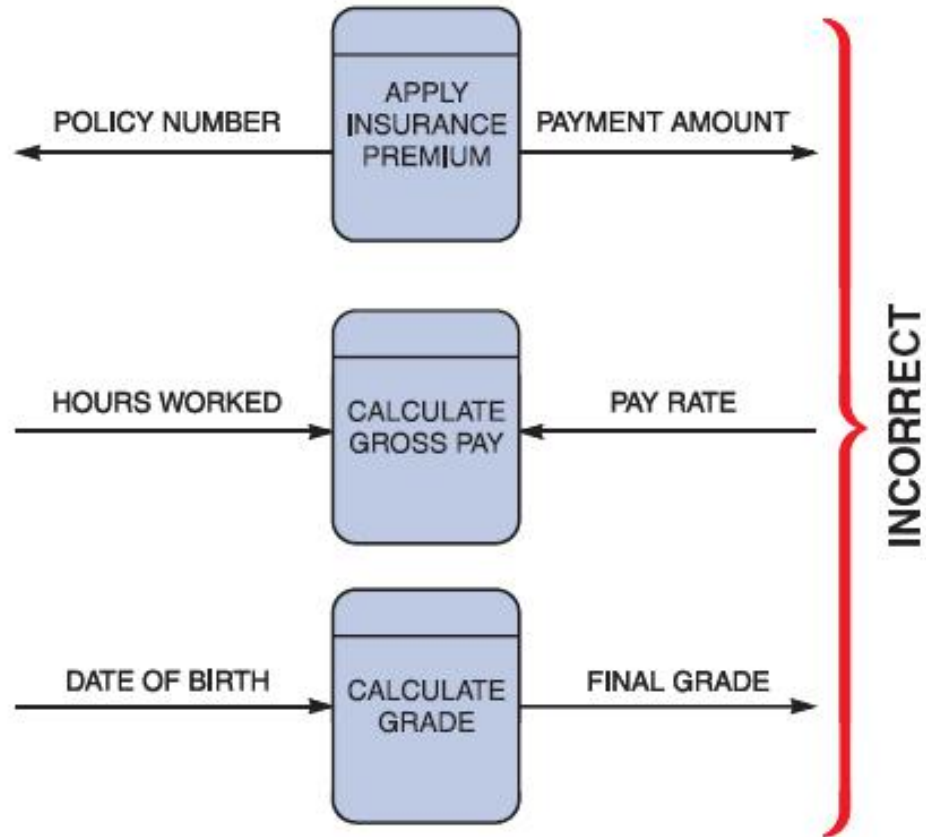 POLICY NUMBER
APPLY
INSURANCE
PREMIUM
PAYMENT AMOUNT
HOURS WORKED
CALCULATE
GROSS PAY
PAY RATE
DATE OF BIRTH
CALCULATE
GRADE
FINAL GRADE
INCORRECT